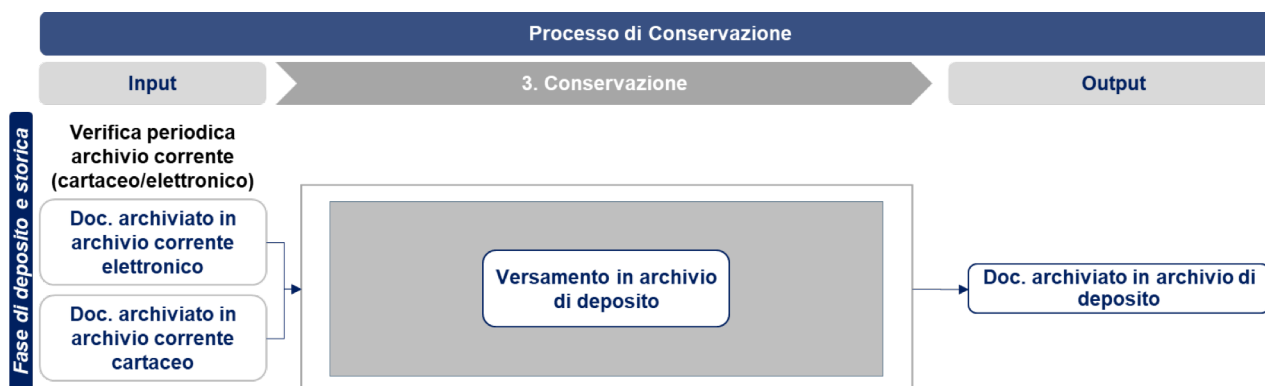 Processo di Conservazione
Input
3. Conservazione
Output
Fase di deposito e storica
Verifica periodica
archivio corrente
(cartaceo/elettronico)
Doc. archiviato in
archivio corrente
elettronico
Doc. archiviato in
archivio corrente
cartaceo
Versamento in archivio
di deposito
Doc. archiviato in archivio di
deposito